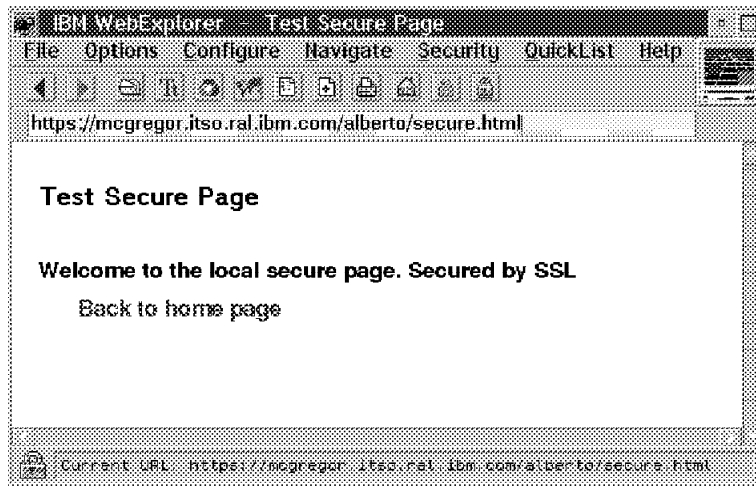 IBM WebExplorer - Test Secure Page
File Options Configure Navigate Security QuickList Help
https://mcgregor.itso.ral.ibm.com/alberto/secure.html
Test Secure Page
Welcome to the local secure page. Secured by SSL
Back to home page
Current URL: https://mcgregor.itso.ral.ibm.com/alberto/secure.html